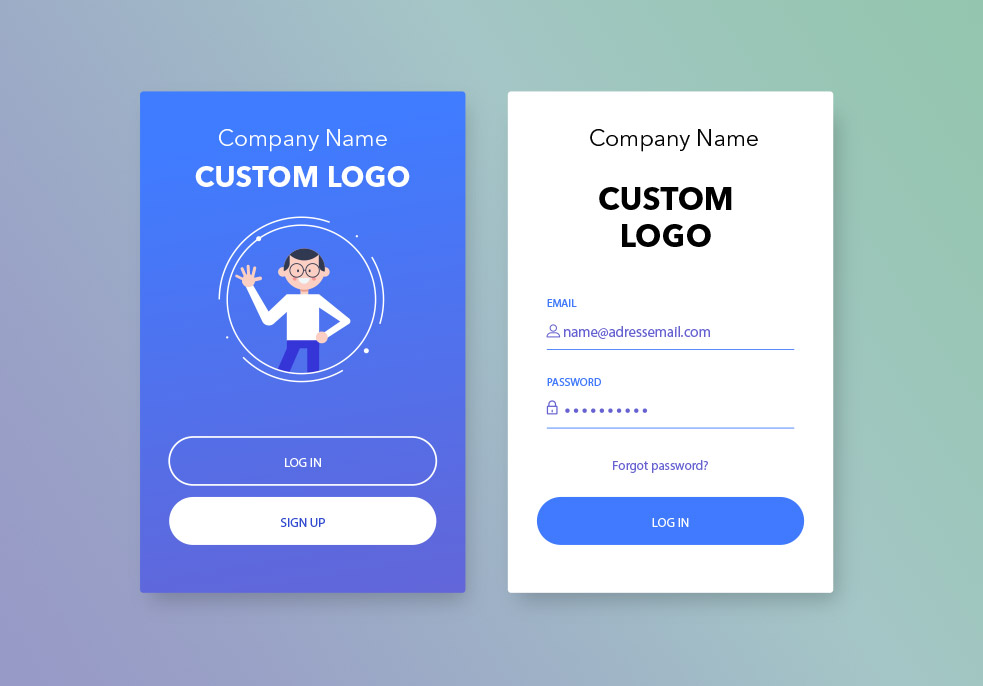 Company Name
CUSTOM LOGO
LOG IN
SIGN UP
Company Name
CUSTOM
LOGO
EMAIL
name@adressemail.com
PASSWORD
Forgot password?
LOG IN